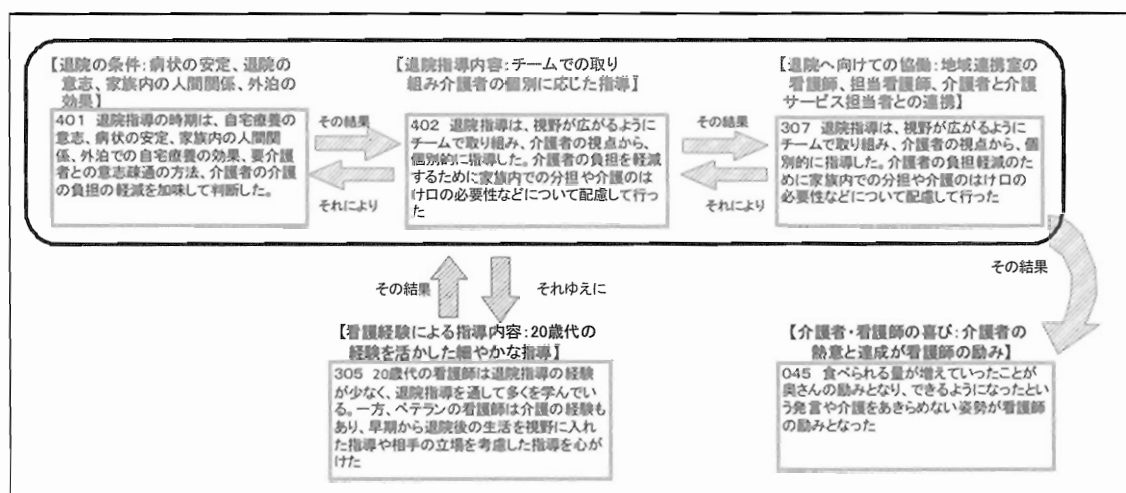 【退院の条件:病状の安定、退院の
意志、家族内の人間関係、外泊の
効果】
401 退院指導の時期は、自宅療養の
意志、病状の安定、家族内の人間関
係、外泊での自宅療養の効果、要介護
者との意志疎通の方法、介護者の介護
の負担の軽減を加味して判断した。
その結果
それにより
【退院指導内容:チームでの取り
組み介護者の個別に応じた指導】
402 退院指導は、視野が広がるように
チームで取り組み、介護者の視点から、
個別的に指導した。介護者の負担を軽減
するために家族内での分担や介護のは
け口の必要性などについて配慮して行っ
た
その結果
それにより
【退院へ向けての協働:地域連携室の
看護師、担当看護師、介護者と介護
サービス担当者との連携】
307 退院指導は、視野が広がるように
チームで取り組み、介護者の視点から、個
別的に指導した。介護者の負担軽減のた
めに家族内での分担や介護のはけ口の
必要性などについて配慮して行った
その結果
その結果
それゆえに
【看護経験による指導内容:20歳代の
経験を活かした細やかな指導】
305 20歳代の看護師は退院指導の経験
が少なく、退院指導を通して多くを学んでい
る。一方、ベテランの看護師は介護の経験も
あり、早期から退院後の生活を視野に入れ
た指導や相手の立場を考慮した指導を心が
けた
【介護者・看護師の喜び:介護者の
熱意と達成が看護師の励み】
045 食べられる量が増えていったことが
奥さんの励みとなり、できるようになったとい
う発言や介護をあきらめない姿勢が看護師
の励みとなった